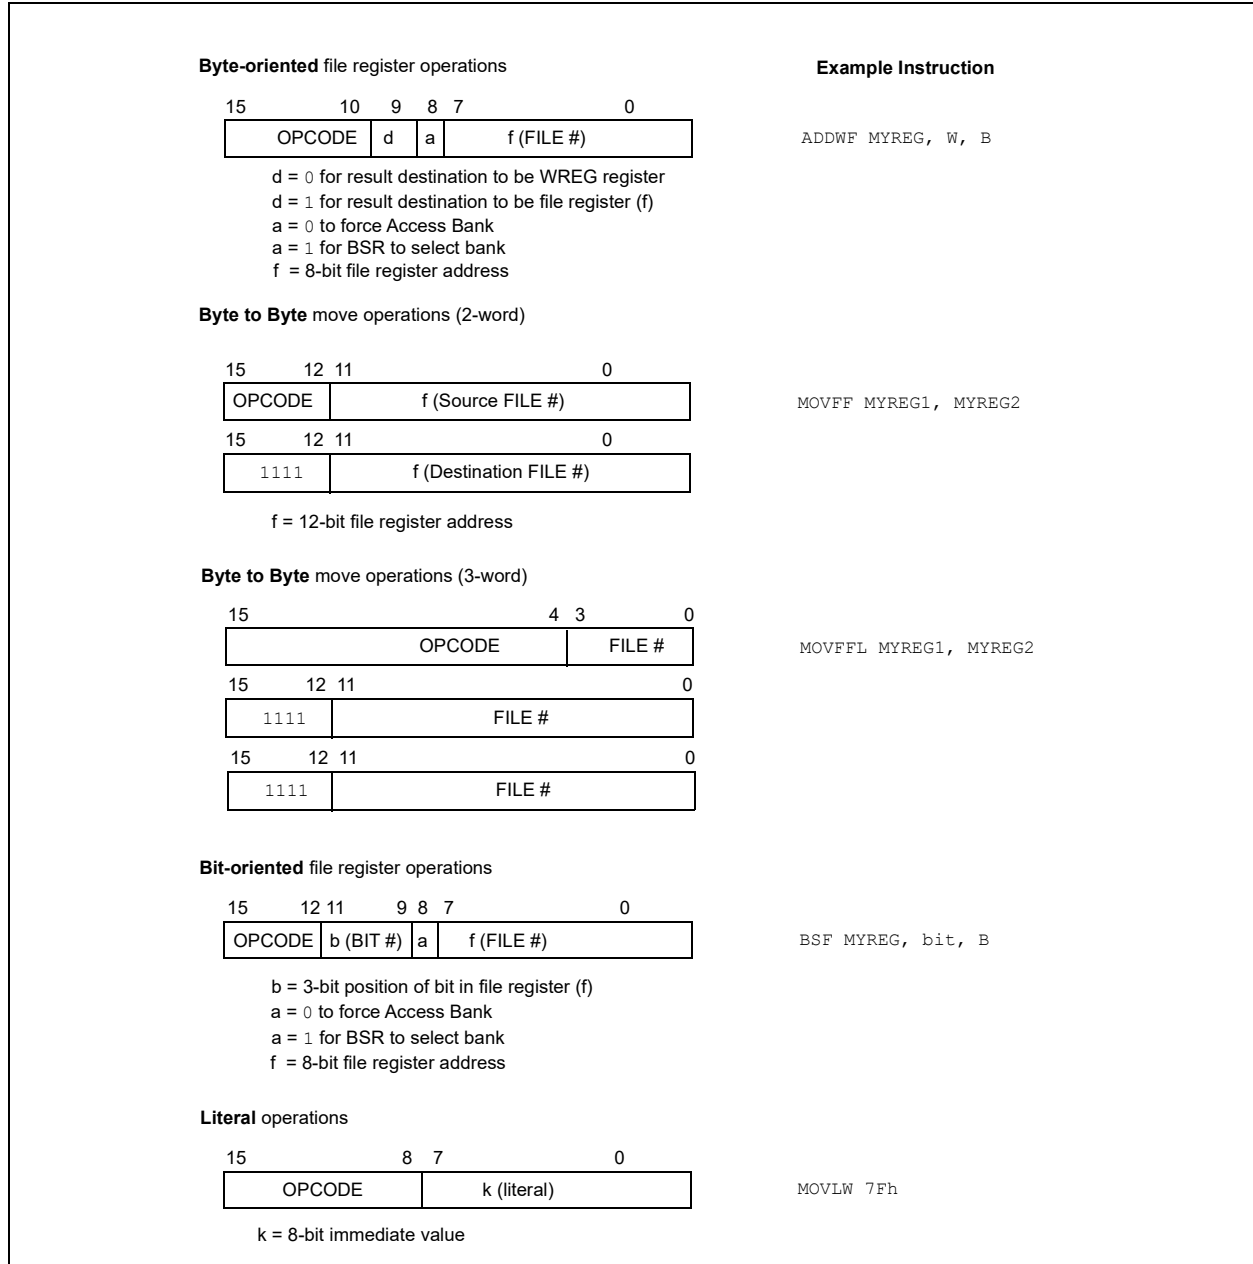 Byte-oriented file register operations
Example Instruction
15 10 9 8 7 0
OPCODE d a f (FILE #)
ADDWF MYREG, W, B
d = 0 for result destination to be WREG register
d = 1 for result destination to be file register (f)
a = 0 to force Access Bank
a = 1 for BSR to select bank
f = 8-bit file register address
Byte to Byte move operations (2-word)
15 12 11 0
OPCODE f (Source FILE #)
MOVFF MYREG1, MYREG2
15 12 11 0
1111 f (Destination FILE #)
f = 12-bit file register address
Byte to Byte move operations (3-word)
15 4 3 0
OPCODE FILE #
MOVFFL MYREG1, MYREG2
15 12 11 0
1111 FILE #
15 12 11 0
1111 FILE #
Bit-oriented file register operations
15 12 11 9 8 7 0
OPCODE b (BIT #) a f (FILE #)
BSF MYREG, bit, B
b = 3-bit position of bit in file register (f)
a = 0 to force Access Bank
a = 1 for BSR to select bank
f = 8-bit file register address
Literal operations
15 8 7 0
OPCODE k (literal)
MOVLW 7Fh
k = 8-bit immediate value